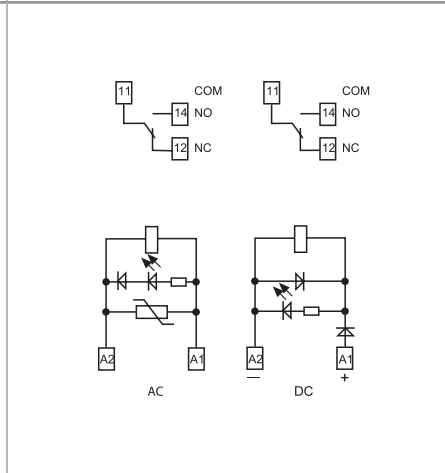 11 COM 11 COM
14 NO 14 NO
12 NC 12 NC
A2 A1 A2 A1
— +
AC DC